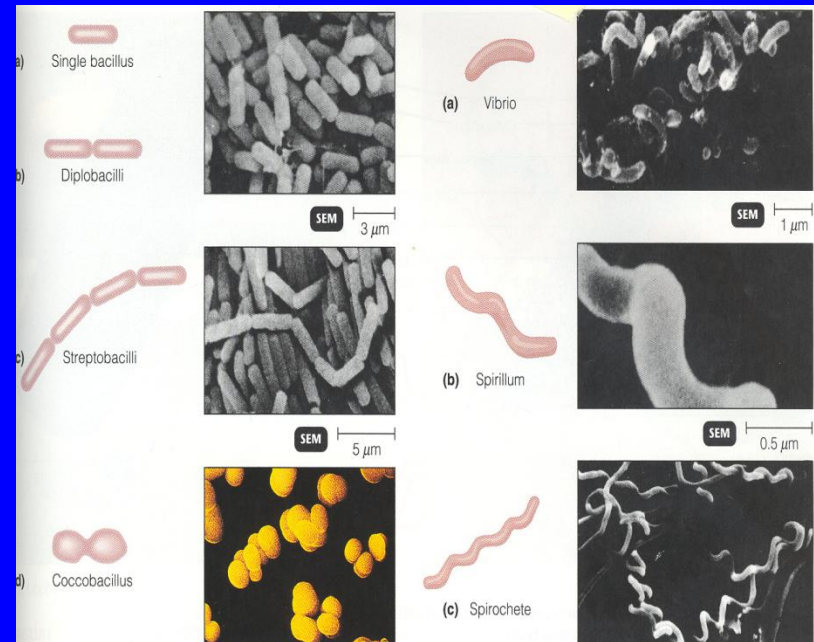 a) Single bacillus
b) Diplobacilli
SEM 3 µm
c) Streptobacilli
SEM 5 µm
d) Coccobacillus
(a) Vibrio
SEM 1 µm
(b) Spirillum
SEM 0.5 µm
(c) Spirochete